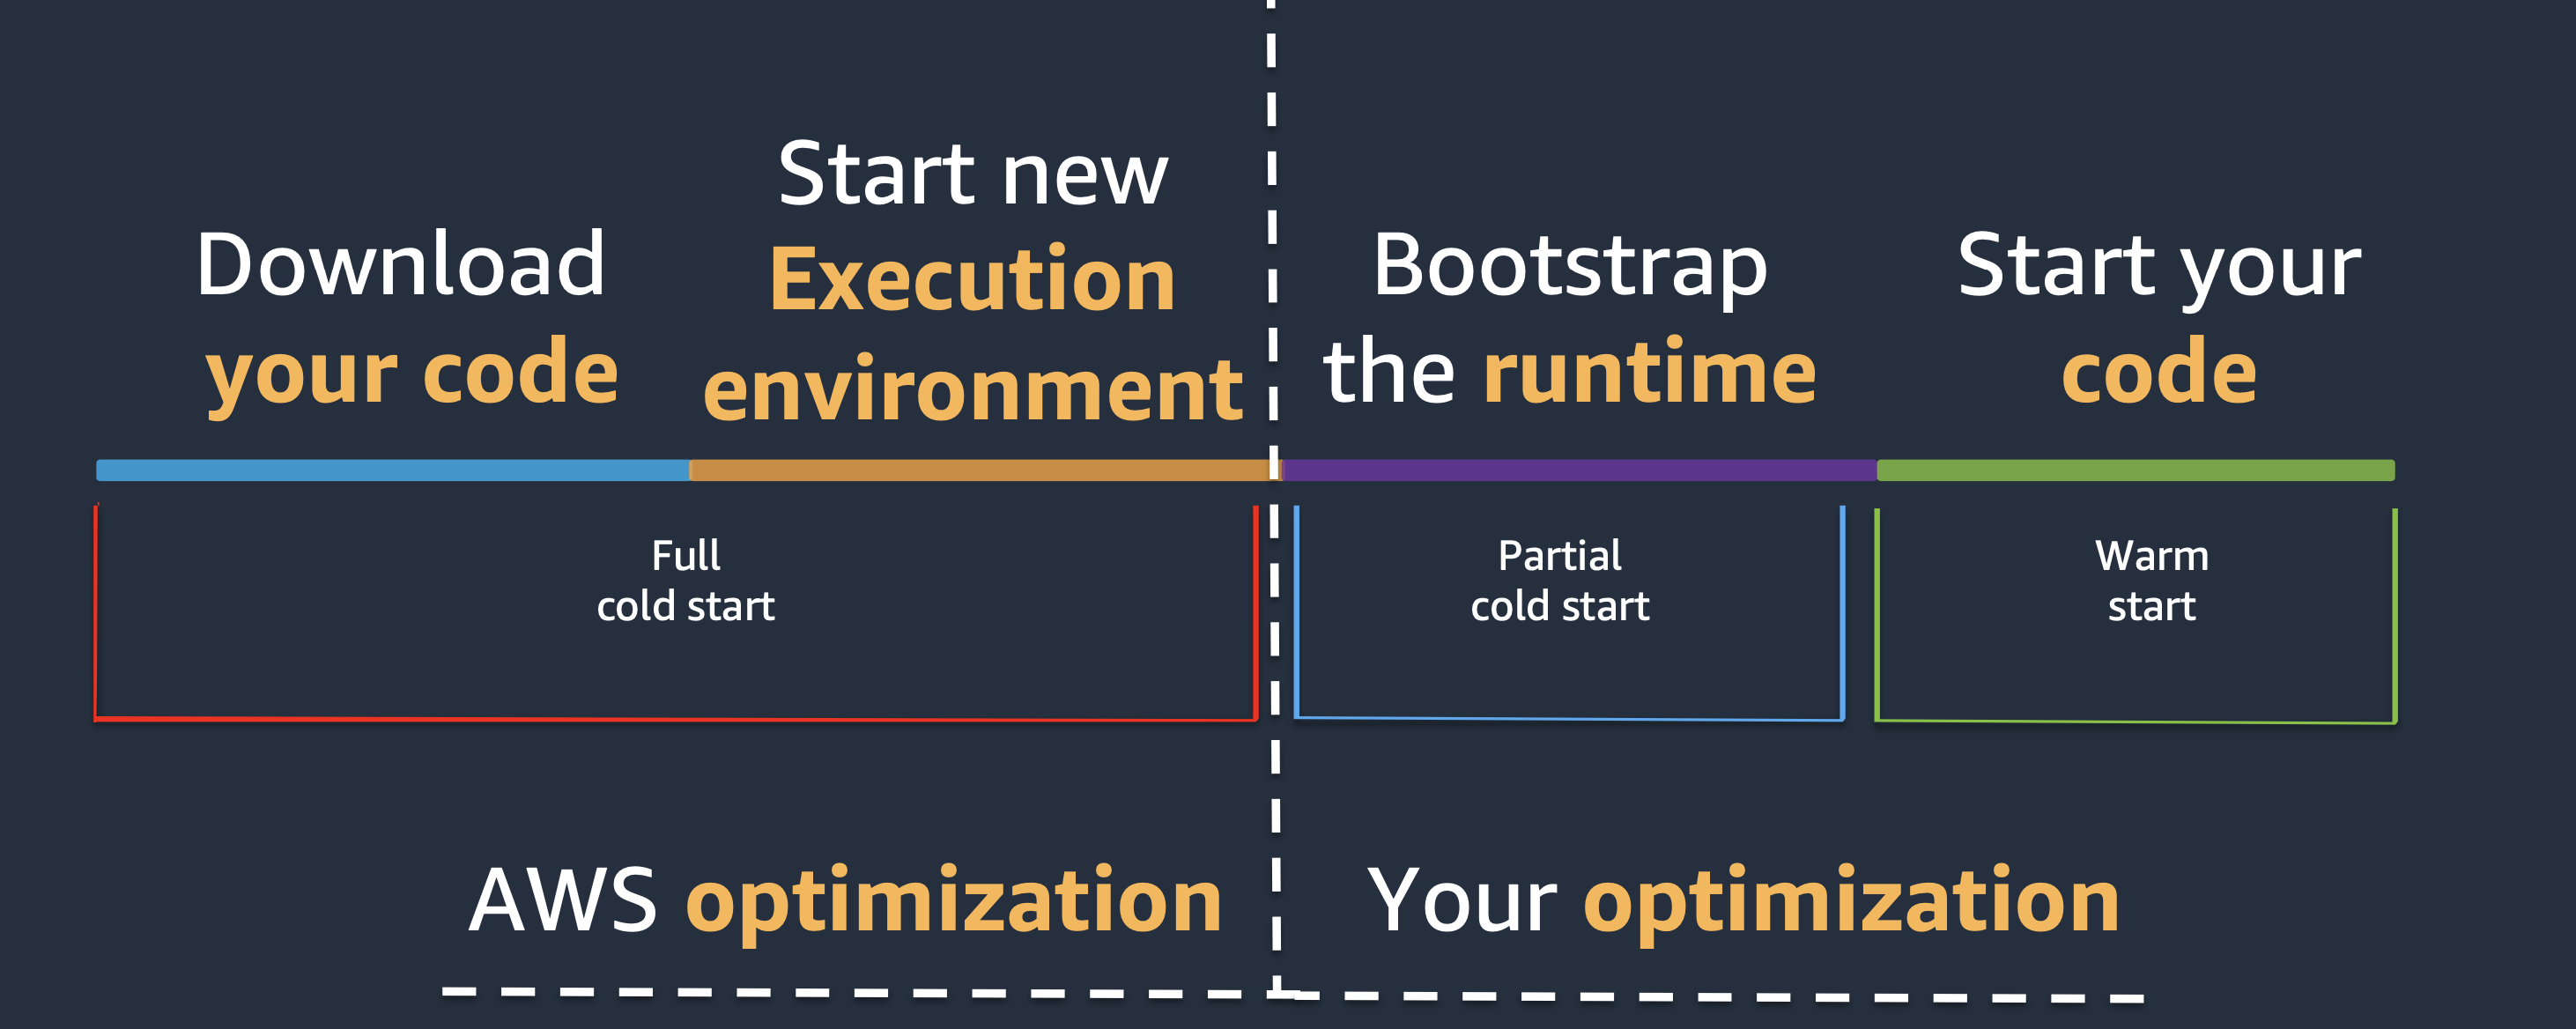 Download
your code
Start new
Execution
environment
Bootstrap
the runtime
Start your
code
Full
cold start
Partial
cold start
Warm
start
AWS optimization
Your optimization